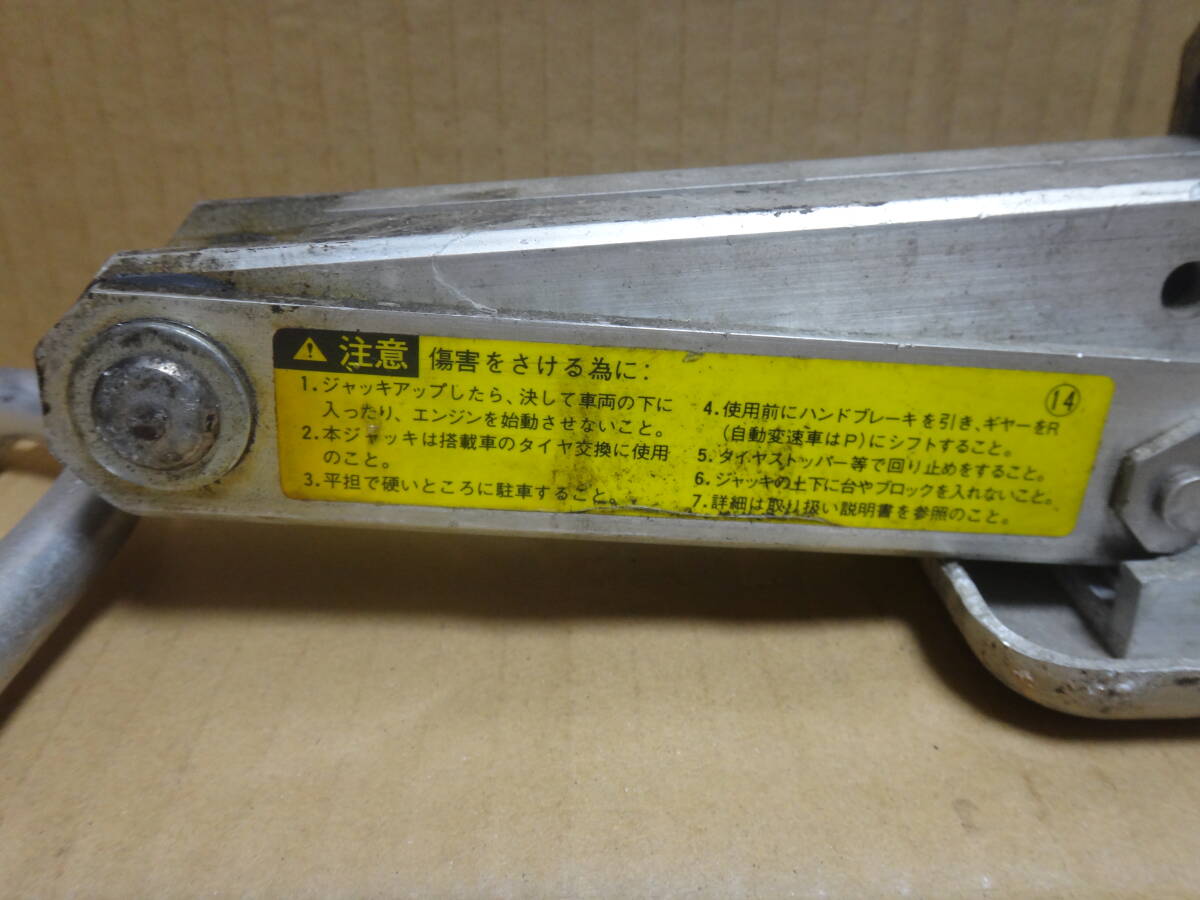 ⚠ 注意 傷害をさける為に:
1. ジャッキアップしたら、決して車両の下に
入ったり、エンジンを始動させないこと。
2. 本ジャッキは搭載車のタイヤ交換に使用
のこと。
3. 平担で硬いところに駐車すること。
⑭
4. 使用前にハンドブレーキを引き、ギヤーをR
(自動変速車はP)にシフトすること。
5. タイヤストッパー等で回り止めをすること。
6. ジャッキの上下に台やブロックを入れないこと。
7. 詳細は取り扱い説明書を参照のこと。